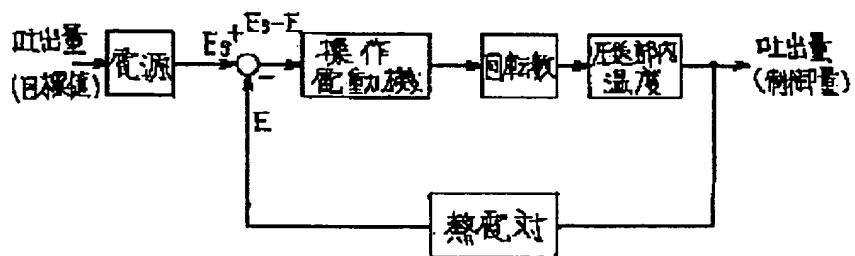 吐出量
(目標値)
電源
Es
+
Es-E
-
E
操作
電動機
回転数
圧送部内
温度
吐出量
(制御量)
熱電対